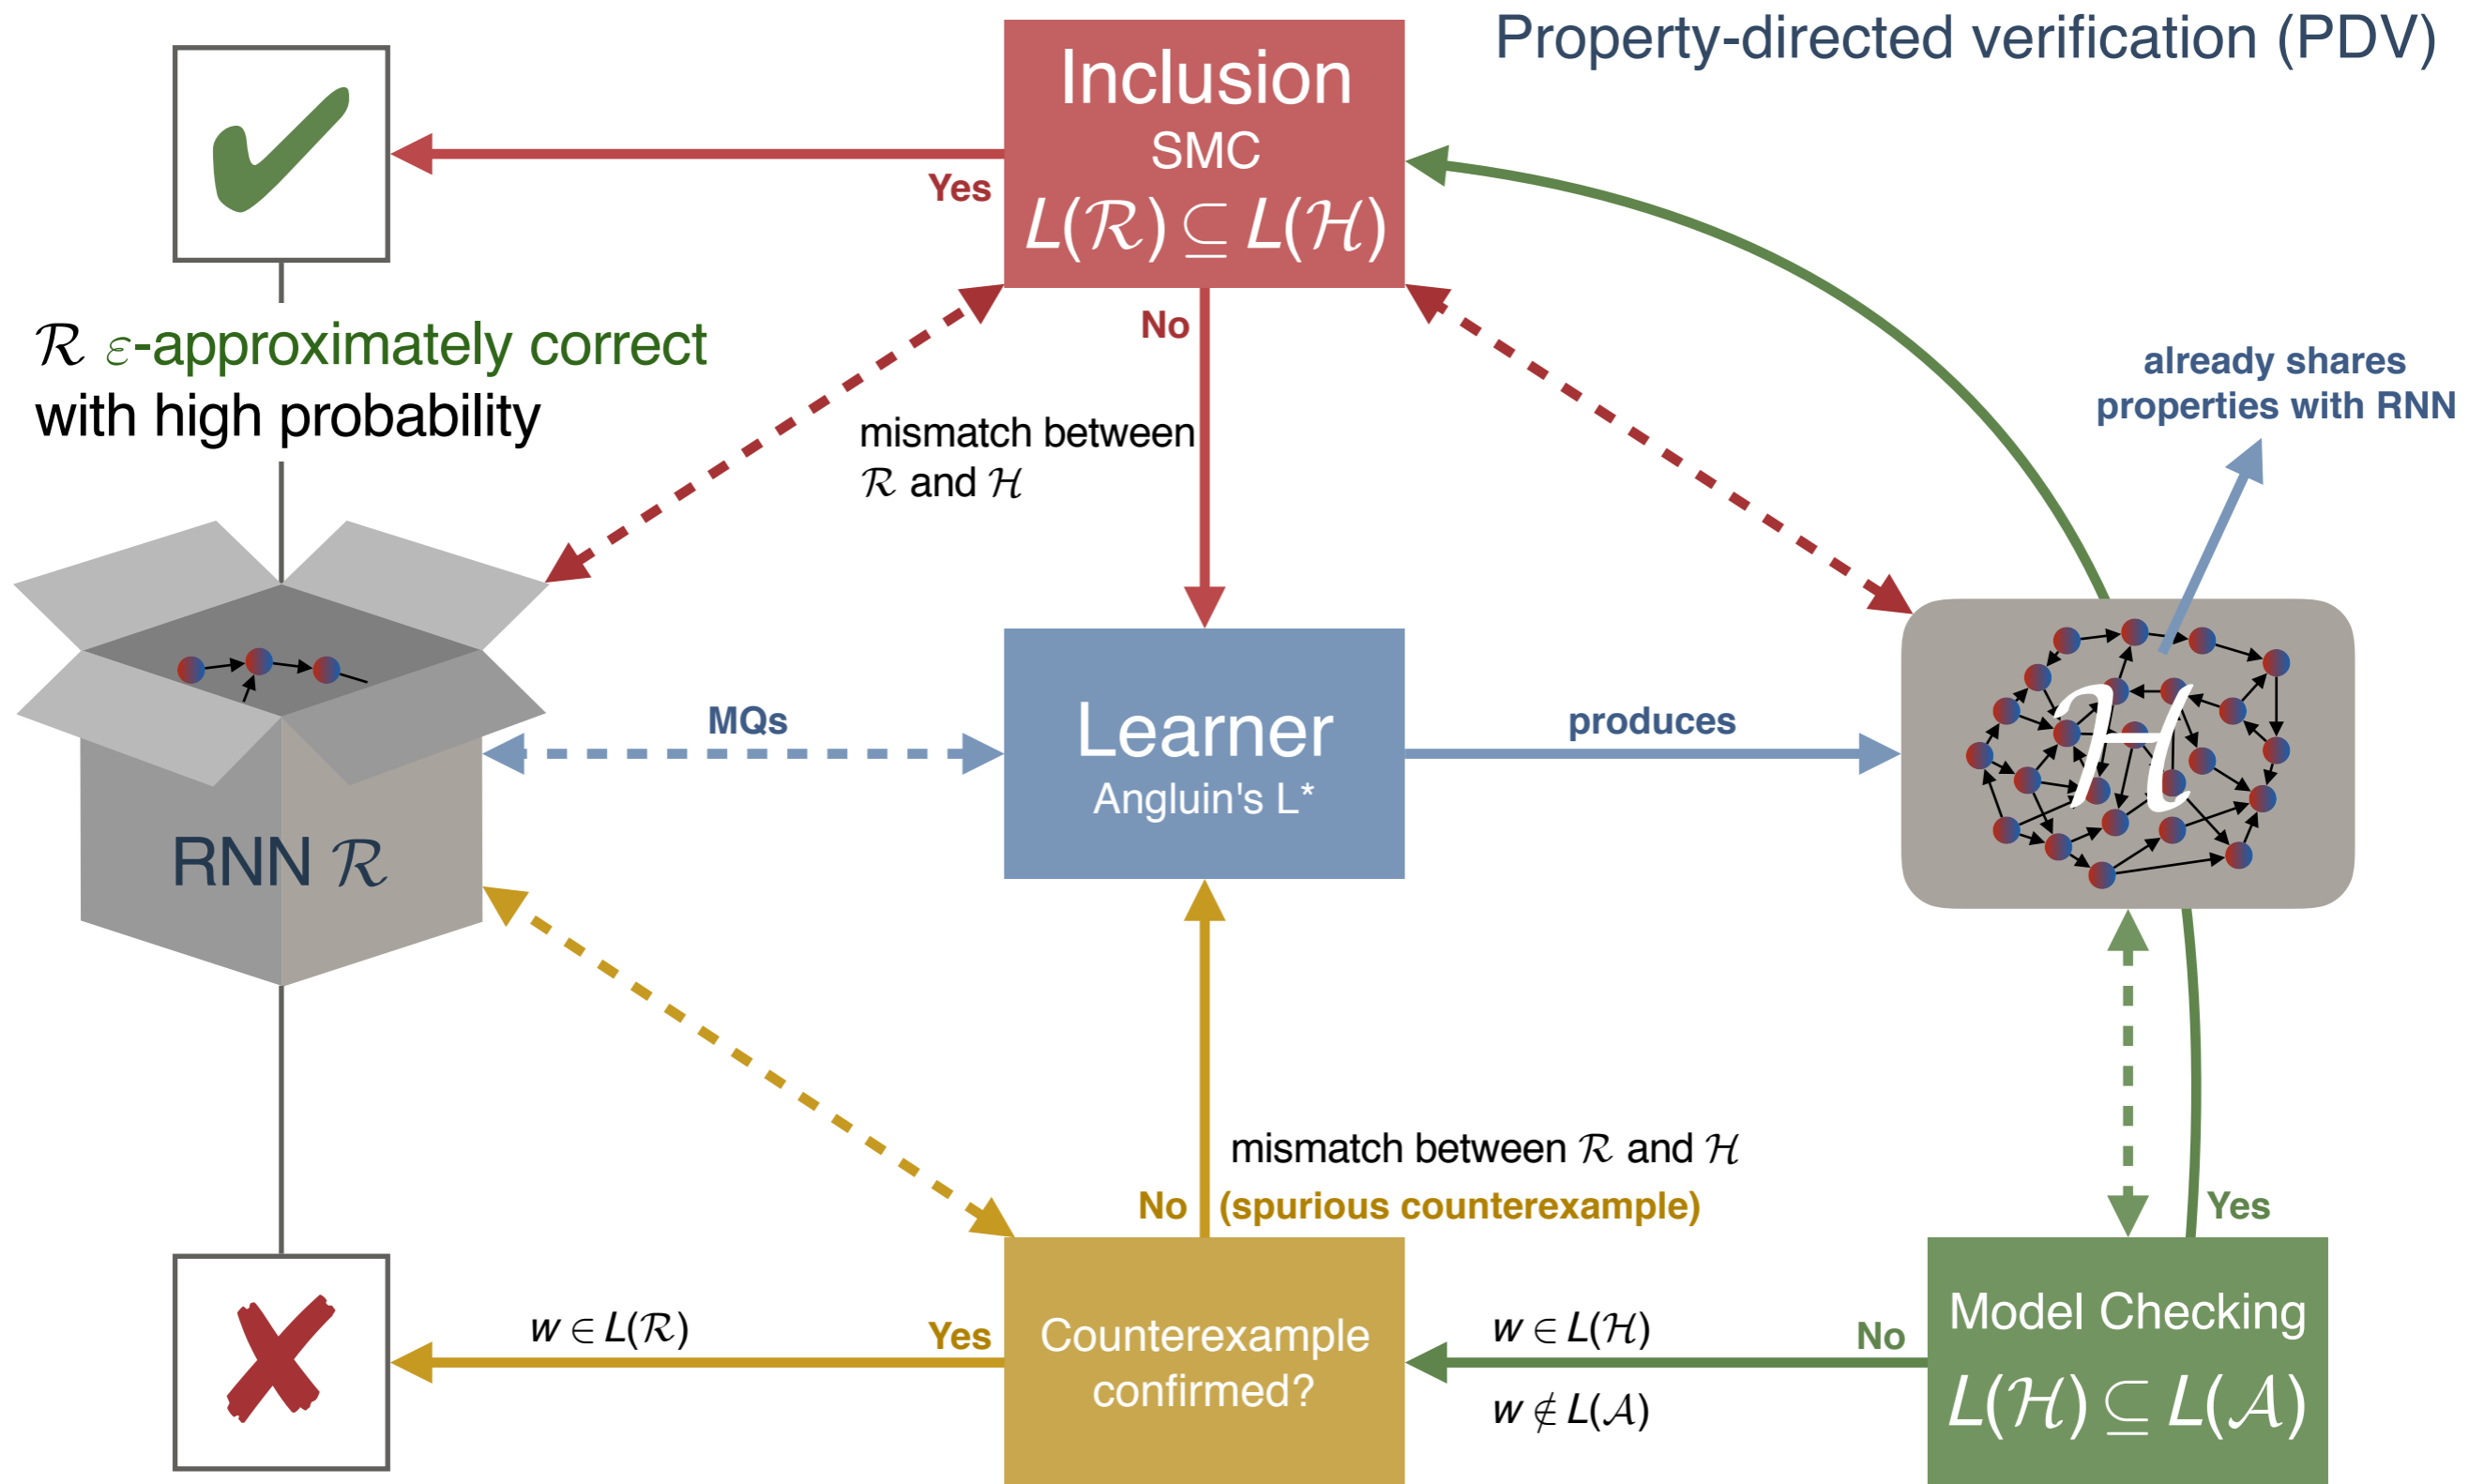 Property-directed verification (PDV)
Inclusion
SMC
L(ℛ) ⊆ L(ℋ)
Yes
No
ℛ ε-approximately correct
with high probability
already shares
properties with RNN
mismatch between
ℛ and ℋ
MQs
Learner
Angluin's L*
produces
ℋ
RNN ℛ
mismatch between ℛ and ℋ
No (spurious counterexample)
Yes
w ∈ L(ℛ)
Yes
Counterexample
confirmed?
w ∈ L(ℋ)
No
w ∉ L(𝒜)
Model Checking
L(ℋ) ⊆ L(𝒜)